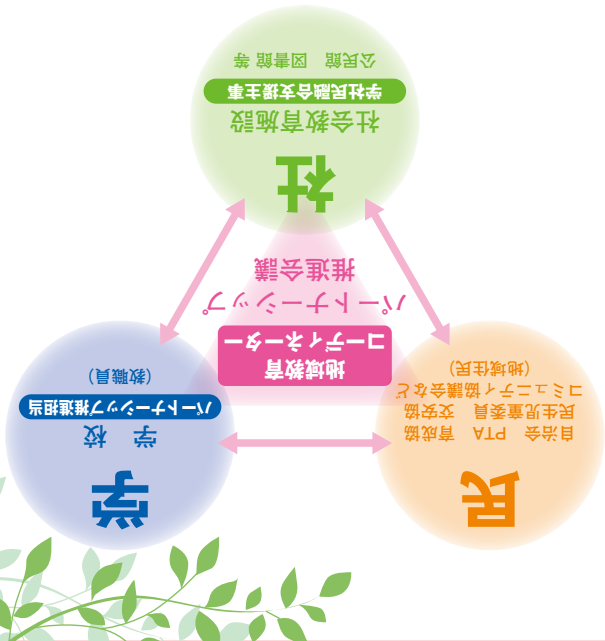 民
自治会　PTA　育成協
民生児童委員　交安協
コミュニティ協議会など
（地域住民）
学
学　校
パートナーシップ推進担当
（教職員）
地域教育
コーディネーター
パートナーシップ
推進会議
社
社会教育施設
学社民融合支援主事
公民館　図書館　等